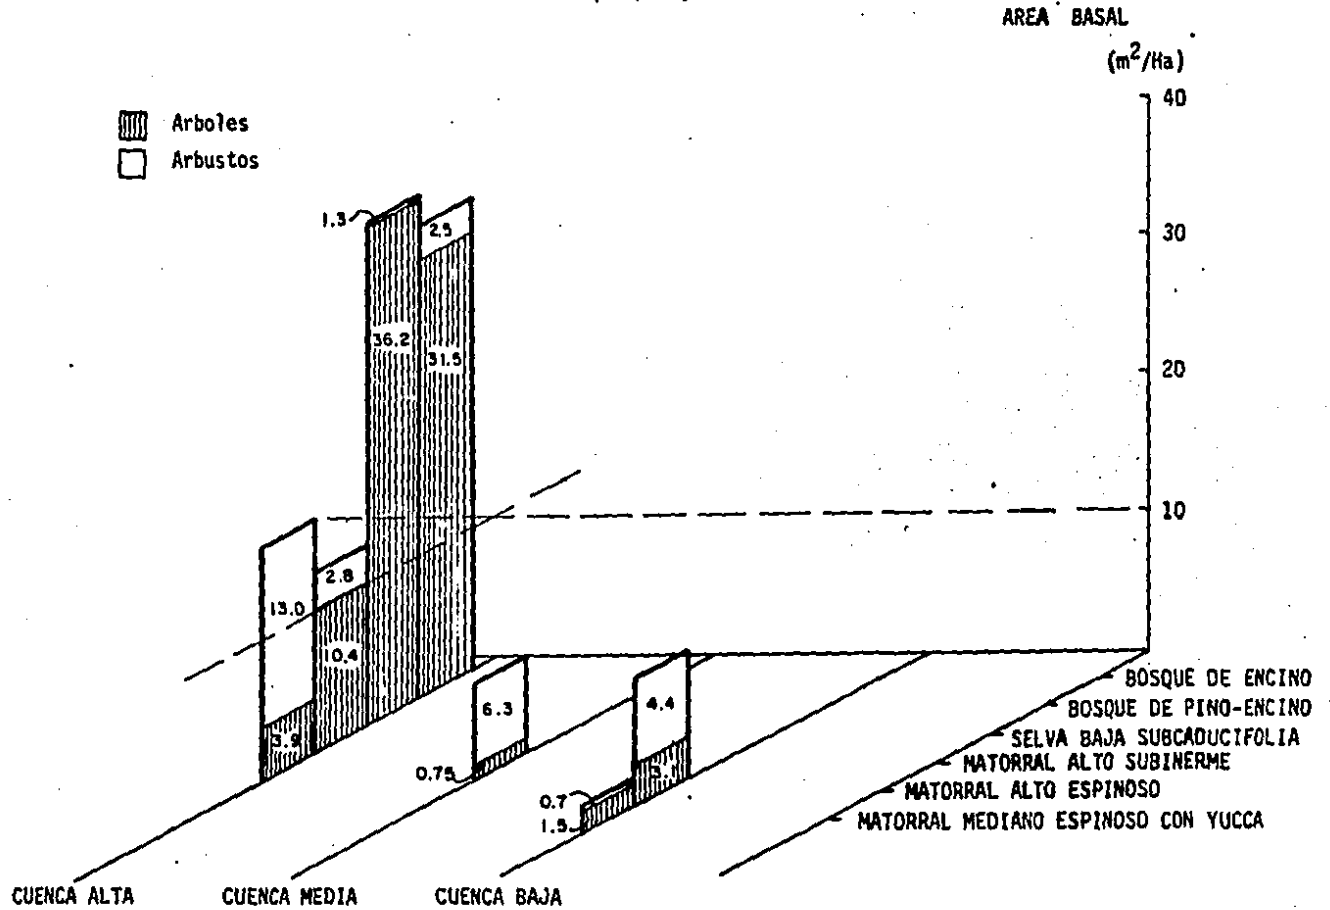 AREA BASAL
(m²/Ha)
40
30
20
10
Arboles
Arbustos
1.3
2.5
36.2
31.5
13.0
2.8
10.4
3.9
6.3
0.75
4.4
0.7
1.5
BOSQUE DE ENCINO
BOSQUE DE PINO-ENCINO
SELVA BAJA SUBCADUCIFOLIA
MATORRAL ALTO SUBINERME
MATORRAL ALTO ESPINOSO
MATORRAL MEDIANO ESPINOSO CON YUCCA
CUENCA ALTA
CUENCA MEDIA
CUENCA BAJA